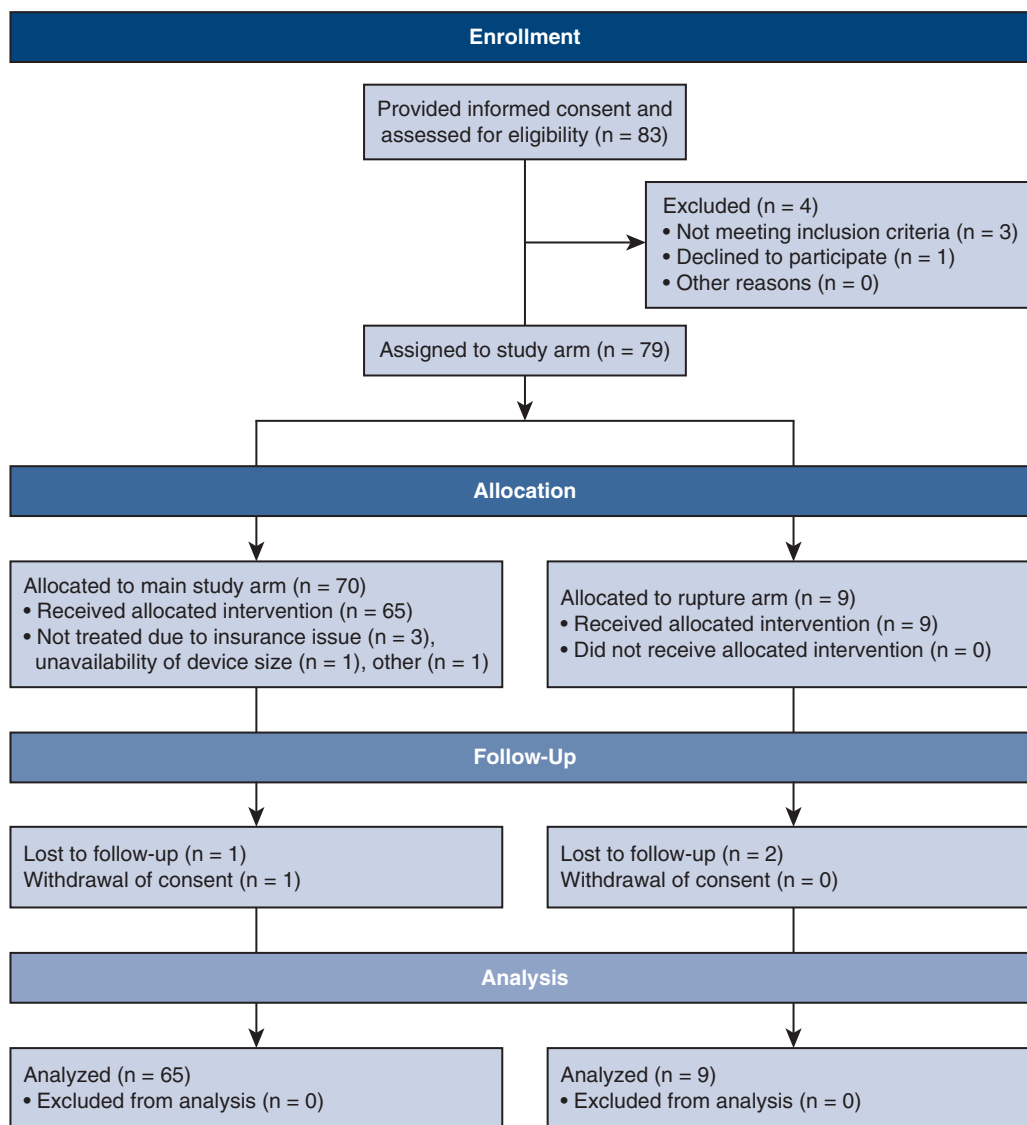 Enrollment
Provided informed consent and
assessed for eligibility (n = 83)
Excluded (n = 4)
• Not meeting inclusion criteria (n = 3)
• Declined to participate (n = 1)
• Other reasons (n = 0)
Assigned to study arm (n = 79)
Allocation
Allocated to main study arm (n = 70)
• Received allocated intervention (n = 65)
• Not treated due to insurance issue (n = 3),
unavailability of device size (n = 1), other (n = 1)
Allocated to rupture arm (n = 9)
• Received allocated intervention (n = 9)
• Did not receive allocated intervention (n = 0)
Follow-Up
Lost to follow-up (n = 1)
Withdrawal of consent (n = 1)
Lost to follow-up (n = 2)
Withdrawal of consent (n = 0)
Analysis
Analyzed (n = 65)
• Excluded from analysis (n = 0)
Analyzed (n = 9)
• Excluded from analysis (n = 0)